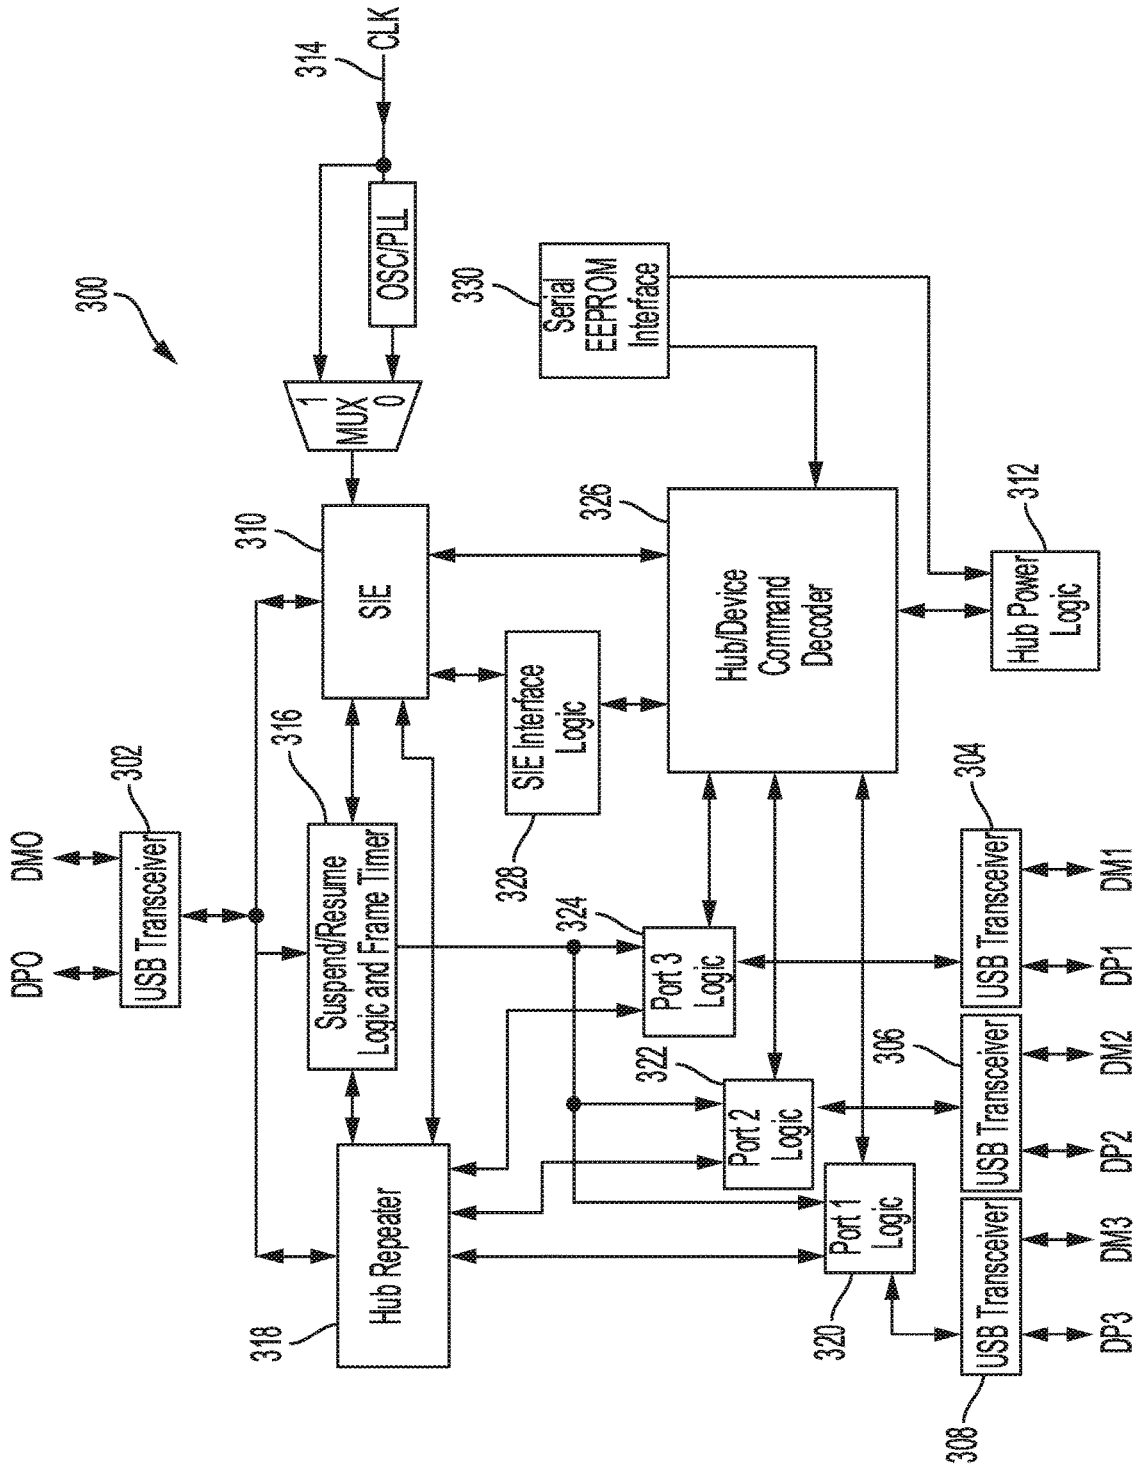 300
DPO
DMO
USB Transceiver
302
318
Hub Repeater
Suspend/Resume
Logic and Frame Timer
316
SIE
310
1
MUX
0
OSC/PLL
314
CLK
SIE Interface
Logic
328
Serial
EEPROM
Interface
330
Port 3
Logic
324
Port 2
Logic
322
Port 1
Logic
320
Hub/Device
Command
Decoder
326
Hub Power
Logic
312
308
USB Transceiver
306
USB Transceiver
304
USB Transceiver
DP3
DM3
DP2
DM2
DP1
DM1